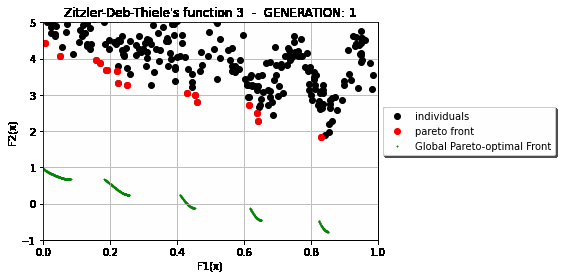 Zitzler-Deb-Thiele's function 3 - GENERATION: 1
5
4
3
2
1
0
−1
F2(x)
0.0 0.2 0.4 0.6 0.8 1.0
F1(x)
individuals
pareto front
Global Pareto-optimal Front